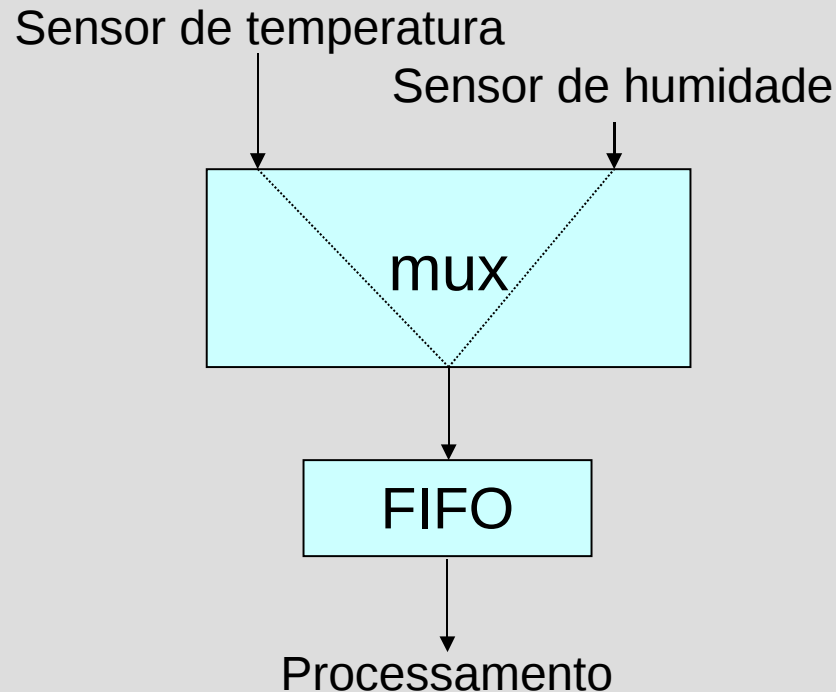 Sensor de temperatura
Sensor de humidade
mux
FIFO
Processamento